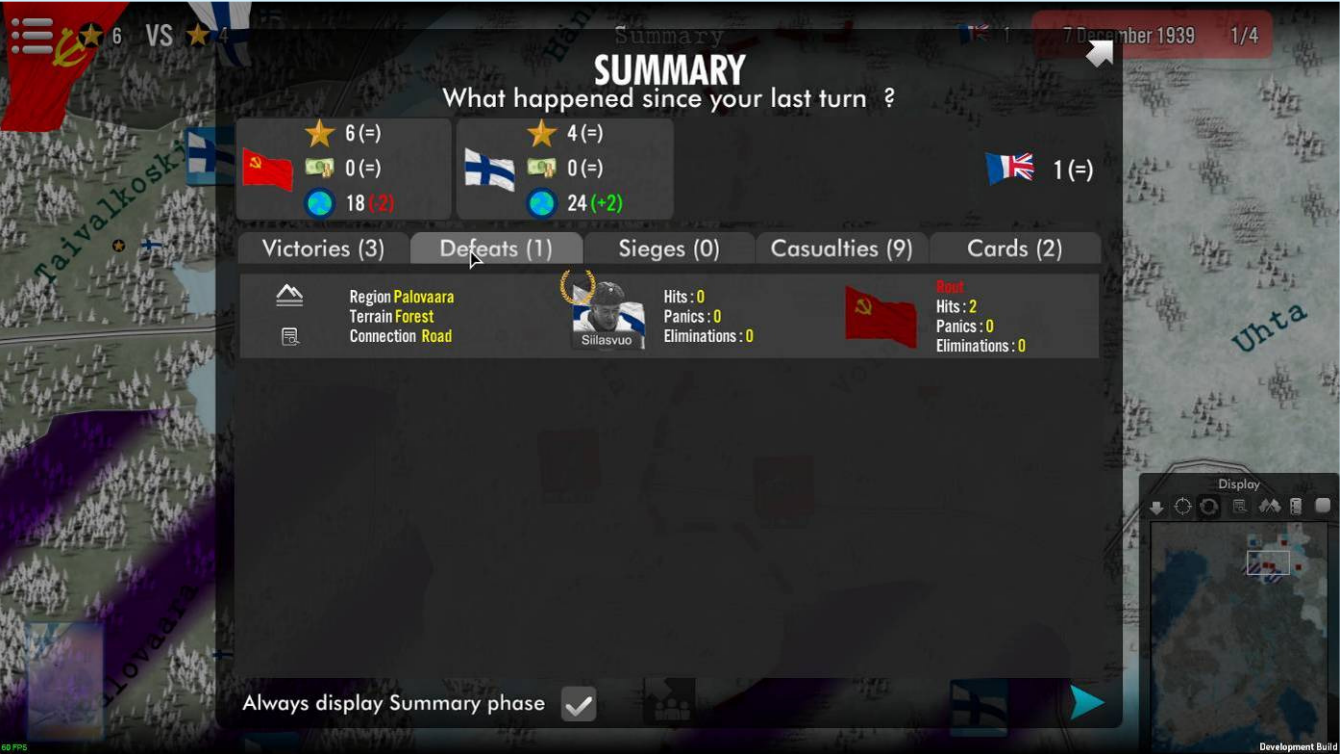 6 VS 4
Summary
1
7 December 1939 1/4
SUMMARY
What happened since your last turn ?
6 (=)
0 (=)
18 (-2)
4 (=)
0 (=)
24 (+2)
1 (=)
Victories (3) Defeats (1) Sieges (0) Casualties (9) Cards (2)
Region Palovaara
Terrain Forest
Connection Road
Siilasvuo
Hits : 0
Panics : 0
Eliminations : 0
Rout
Hits : 2
Panics : 0
Eliminations : 0
Taivalkoski
Uhta
Palovaara
Display
Always display Summary phase
60 FPS
Development Build